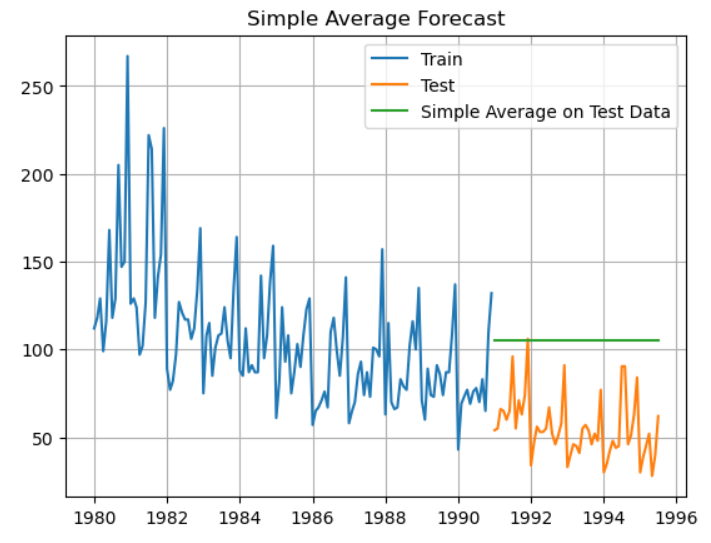 Simple Average Forecast
Train
Test
Simple Average on Test Data
250
200
150
100
50
1980 1982 1984 1986 1988 1990 1992 1994 1996